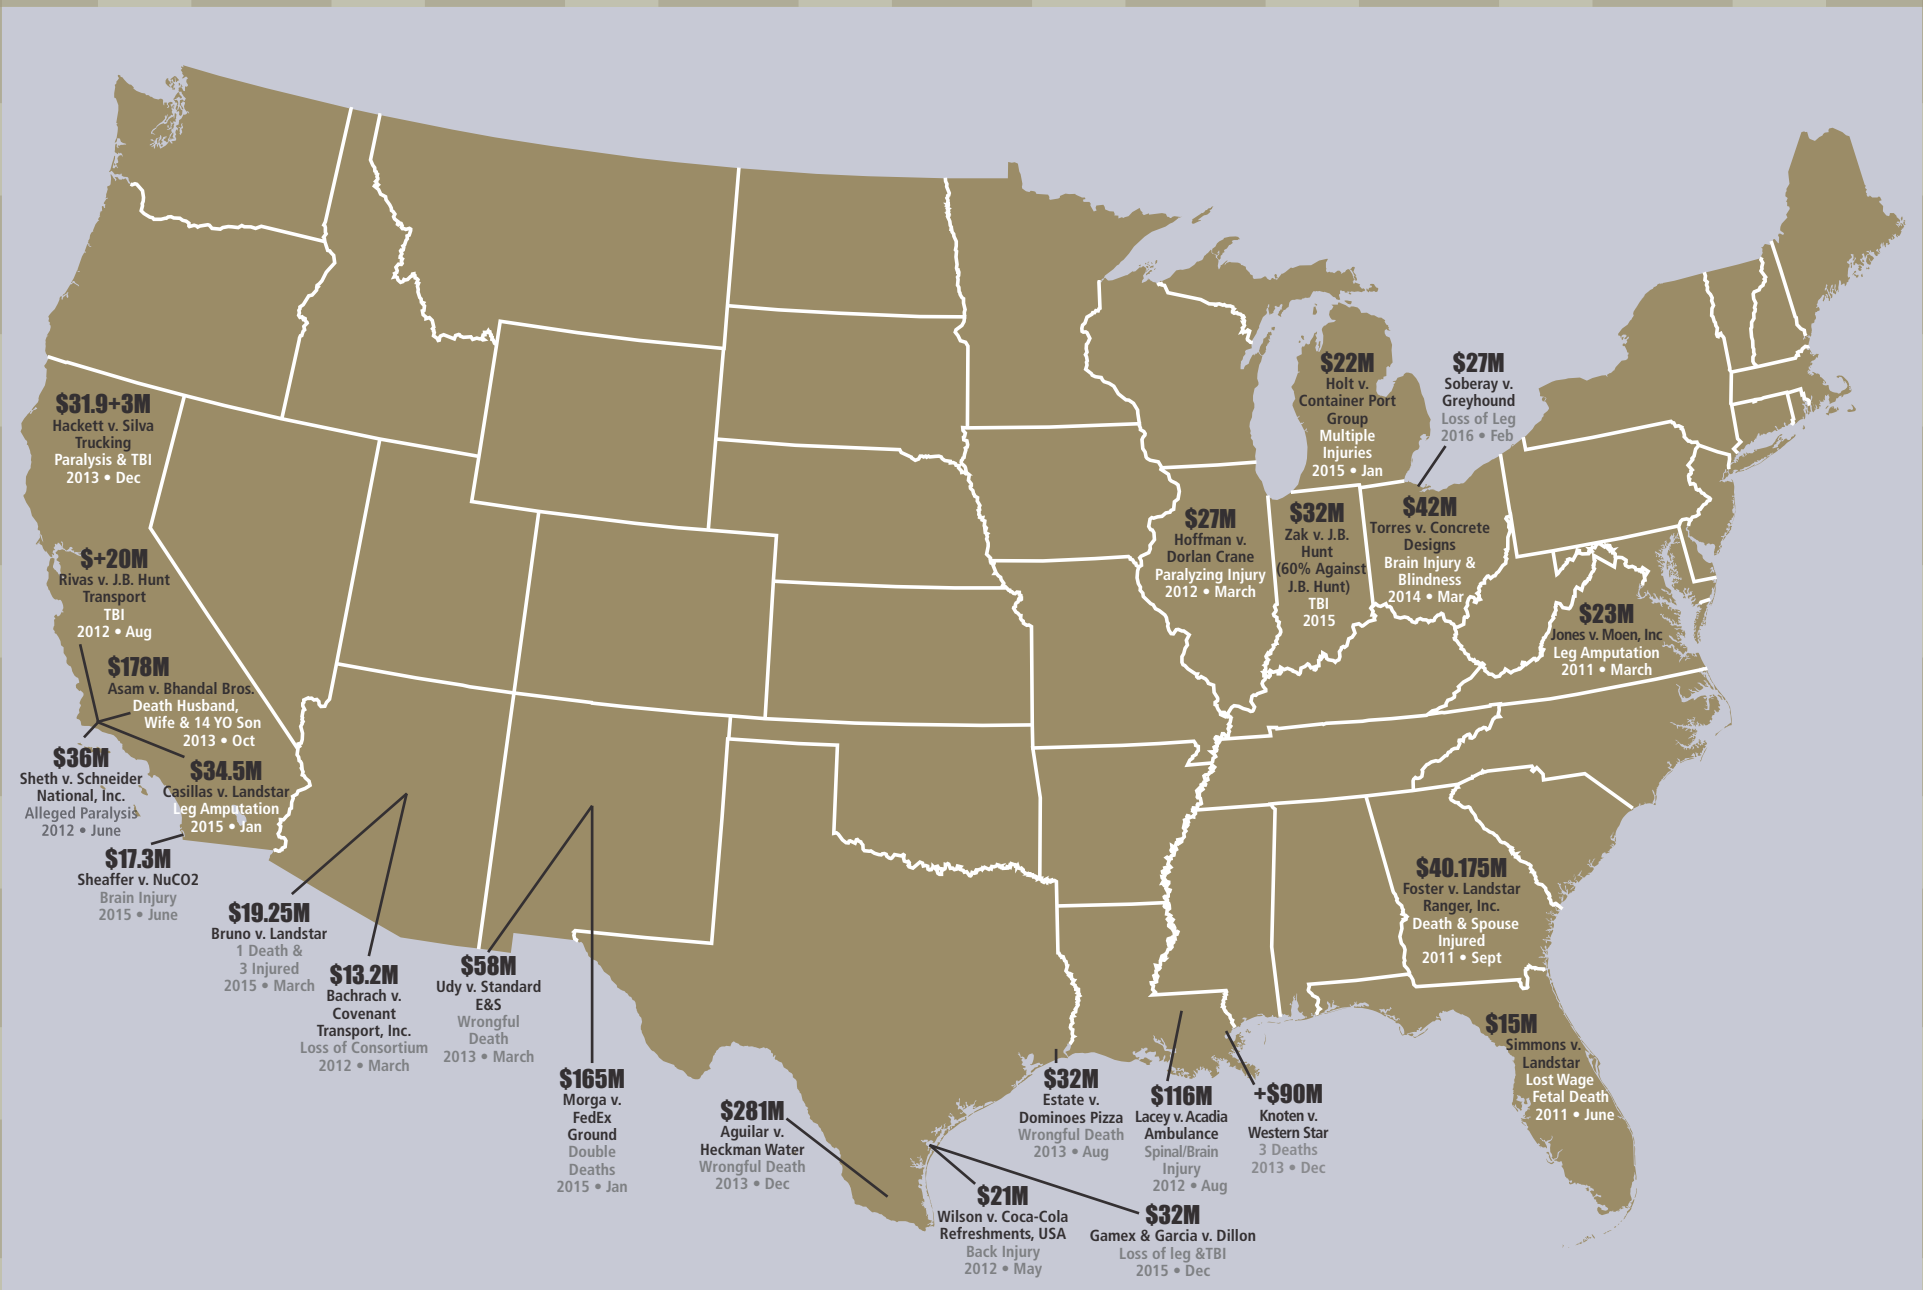 $31.9+3M
Hackett v. Silva
Trucking
Paralysis & TBI
2013 • Dec
$+20M
Rivas v. J.B. Hunt
Transport
TBI
2012 • Aug
$178M
Asam v. Bhandal Bros.
Death Husband,
Wife & 14 YO Son
2013 • Oct
$36M
Sheth v. Schneider
National, Inc.
Alleged Paralysis
2012 • June
$34.5M
Casillas v. Landstar
Leg Amputation
2015 • Jan
$17.3M
Sheaffer v. NuCO2
Brain Injury
2015 • June
$19.25M
Bruno v. Landstar
1 Death &
3 Injured
2015 • March
$13.2M
Bachrach v.
Covenant
Transport, Inc.
Loss of Consortium
2012 • March
$58M
Udy v. Standard
E&S
Wrongful
Death
2013 • March
$165M
Morga v.
FedEx
Ground
Double
Deaths
2015 • Jan
$281M
Aguilar v.
Heckman Water
Wrongful Death
2013 • Dec
$21M
Wilson v. Coca-Cola
Refreshments, USA
Back Injury
2012 • May
$32M
Gamex & Garcia v. Dillon
Loss of leg &TBI
2015 • Dec
$32M
Estate v.
Dominoes Pizza
Wrongful Death
2013 • Aug
$116M
Lacey v. Acadia
Ambulance
Spinal/Brain
Injury
2012 • Aug
+$90M
Knoten v.
Western Star
3 Deaths
2013 • Dec
$22M
Holt v.
Container Port
Group
Multiple
Injuries
2015 • Jan
$27M
Soberay v.
Greyhound
Loss of Leg
2016 • Feb
$27M
Hoffman v.
Dorlan Crane
Paralyzing Injury
2012 • March
$32M
Zak v. J.B.
Hunt
(60% Against
J.B. Hunt)
TBI
2015
$42M
Torres v. Concrete
Designs
Brain Injury &
Blindness
2014 • Mar
$23M
Jones v. Moen, Inc
Leg Amputation
2011 • March
$40.175M
Foster v. Landstar
Ranger, Inc.
Death & Spouse
Injured
2011 • Sept
$15M
Simmons v.
Landstar
Lost Wage
Fetal Death
2011 • June